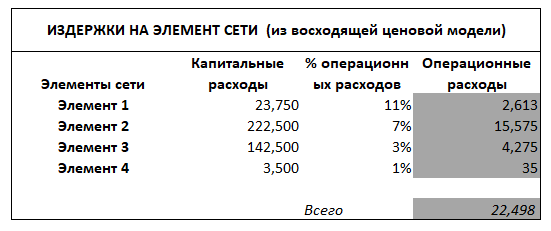 ИЗДЕРЖКИ НА ЭЛЕМЕНТ СЕТИ (из восходящей ценовой модели)
Капитальные % операционн Операционные
Элементы сети расходы ых расходов расходы
Элемент 1 23,750 11% 2,613
Элемент 2 222,500 7% 15,575
Элемент 3 142,500 3% 4,275
Элемент 4 3,500 1% 35
Всего 22,498